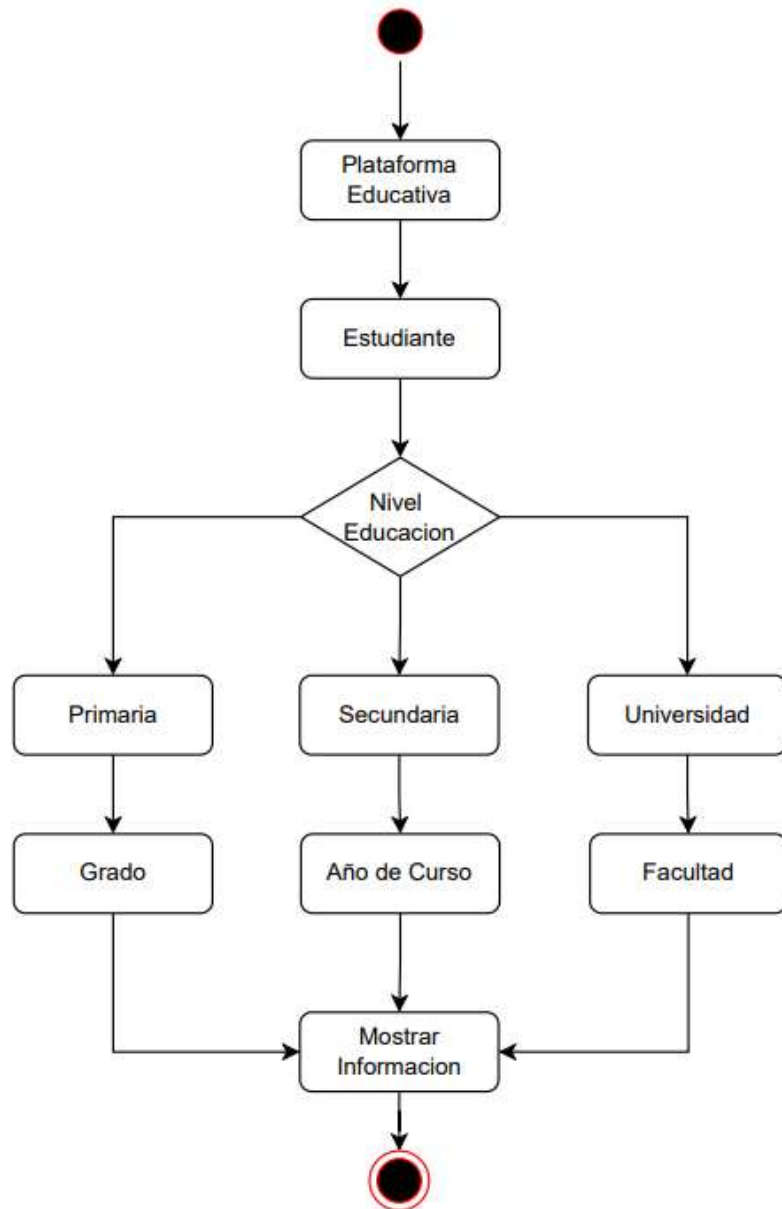 Plataforma
Educativa
Estudiante
Nivel
Educacion
Primaria
Secundaria
Universidad
Grado
Año de Curso
Facultad
Mostrar
Informacion